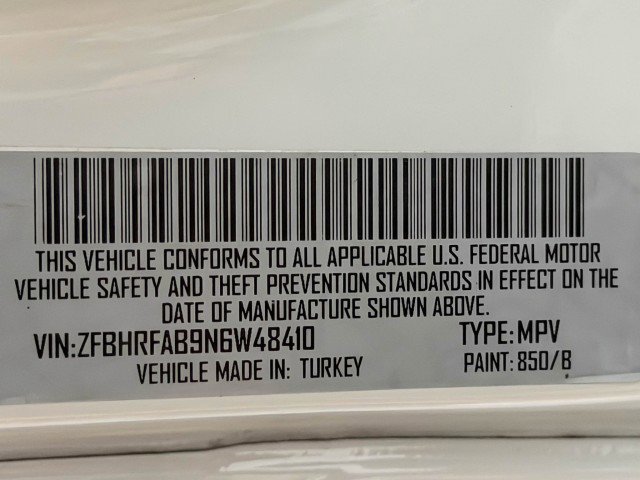 THIS VEHICLE CONFORMS TO ALL APPLICABLE U.S. FEDERAL MOTOR
VEHICLE SAFETY AND THEFT PREVENTION STANDARDS IN EFFECT ON THE
DATE OF MANUFACTURE SHOWN ABOVE.
VIN:ZFBHRFAB9N6W48410 TYPE:MPV
VEHICLE MADE IN: TURKEY PAINT: 850/B